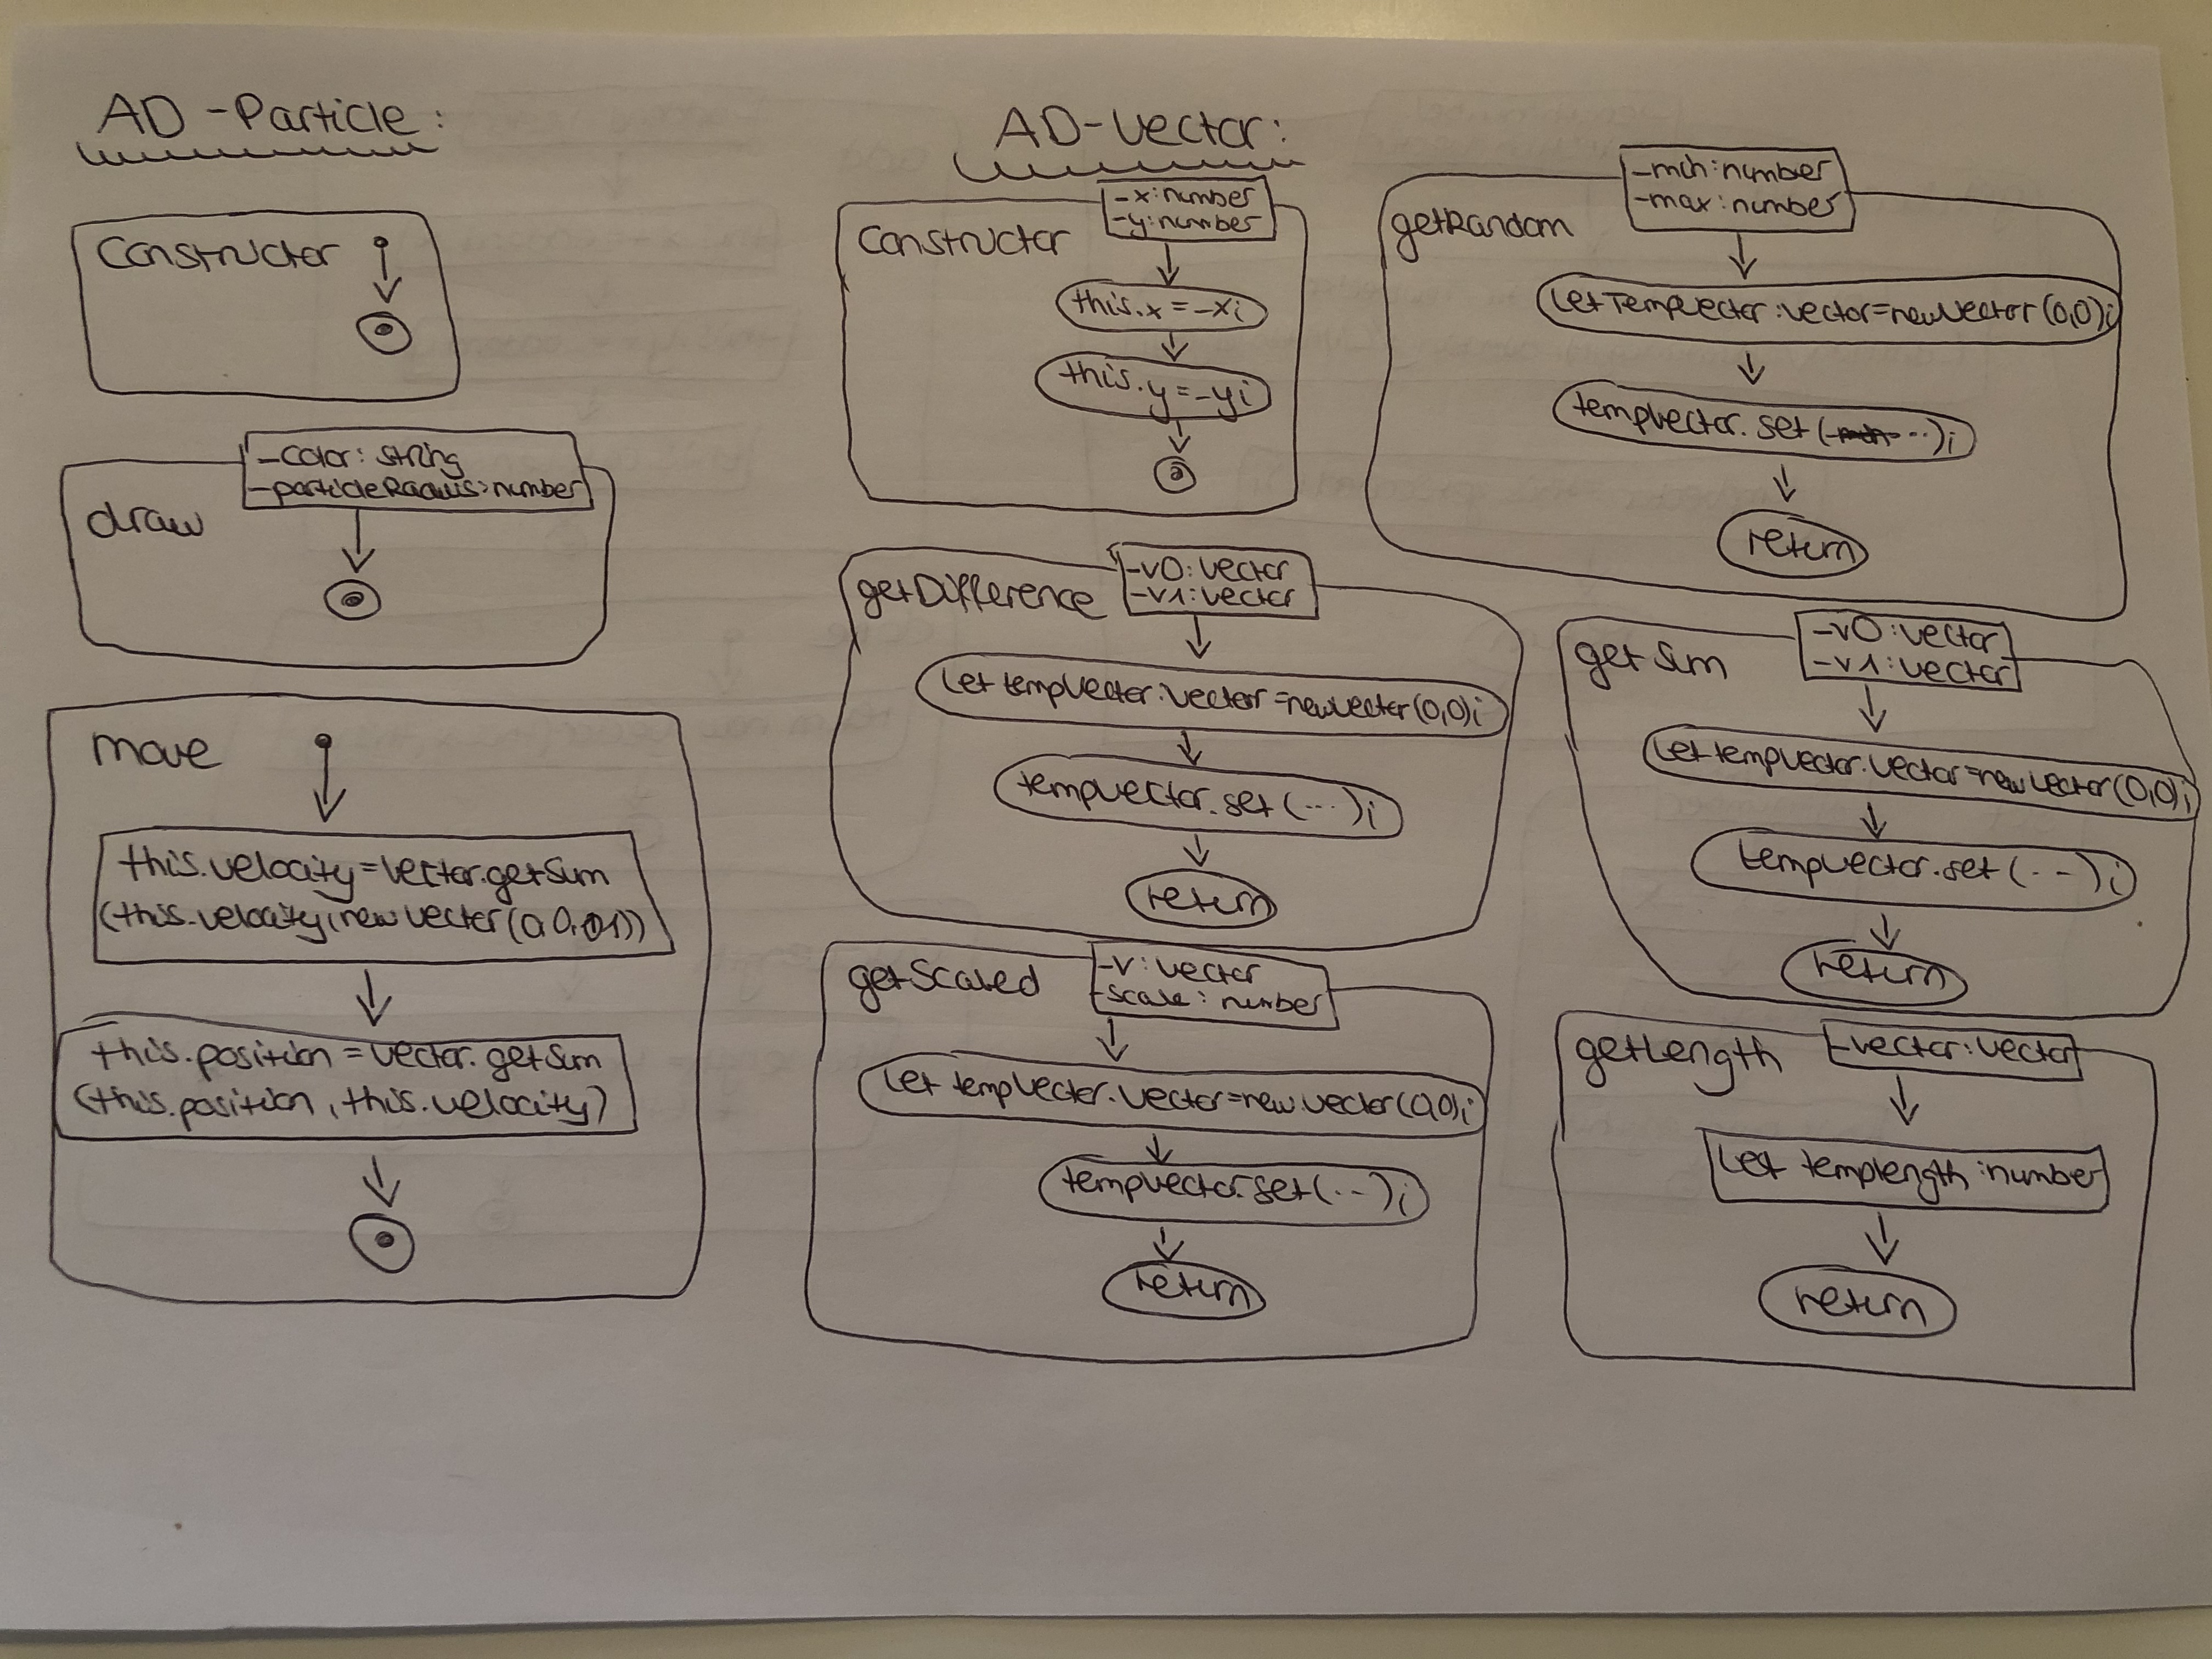 AD-Particle:
Constructor
draw
-color: string
-particleRadius: number
move
this.velocity = Vector.getSum
(this.velocity, new Vector(0,0,01))
this.position = Vector.getSum
(this.position, this.velocity)
AD-Vector:
Constructor
-x: number
-y: number
this.x = -x;
this.y = -y;
getDifference
-v0: Vector
-v1: Vector
Let tempVector: Vector = new Vector(0,0);
tempVector.set(...);
return
getScaled
-v: Vector
-scale: number
Let tempVector: Vector = new Vector(0,0);
tempVector.set(..);
return
getRandom
-min: number
-max: number
Let TempVector: Vector = new Vector(0,0);
tempVector.set(...);
return
getSum
-v0: Vector
-v1: Vector
Let tempVector: Vector = new Vector(0,0);
tempVector.set(..);
return
getLength
-Vector: Vector
Let templength: number
return